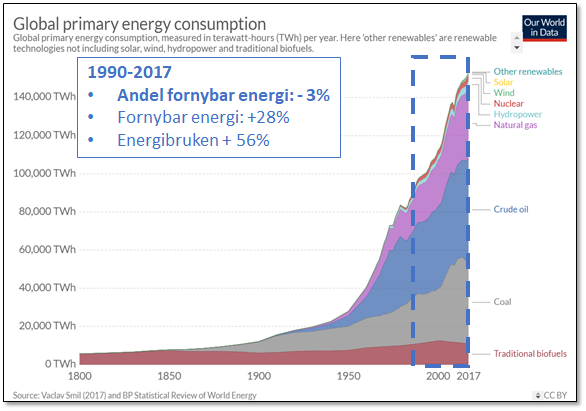 Global primary energy consumption
Global primary energy consumption, measured in terawatt-hours (TWh) per year. Here 'other renewables' are renewable
technologies not including solar, wind, hydropower and traditional biofuels.
Our World
in Data
1990-2017
• Andel fornybar energi: - 3%
• Fornybar energi: +28%
• Energibruken + 56%
140,000 TWh
120,000 TWh
100,000 TWh
80,000 TWh
60,000 TWh
40,000 TWh
20,000 TWh
0 TWh
Other renewables
Solar
Wind
Nuclear
Hydropower
Natural gas
Crude oil
Coal
Traditional biofuels
1800
1850
1900
1950
2000
2017
Source: Vaclav Smil (2017) and BP Statistical Review of World Energy
CC BY